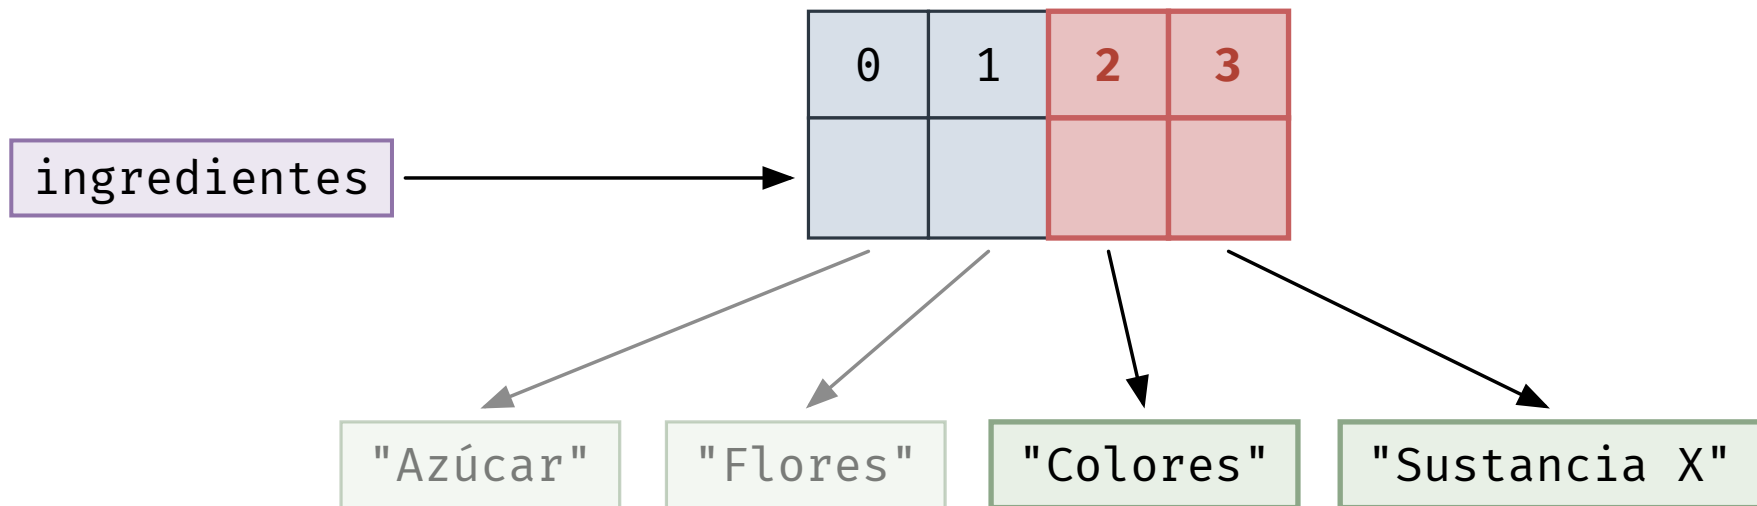 0 1 2 3
ingredientes
"Azúcar" "Flores" "Colores" "Sustancia X"